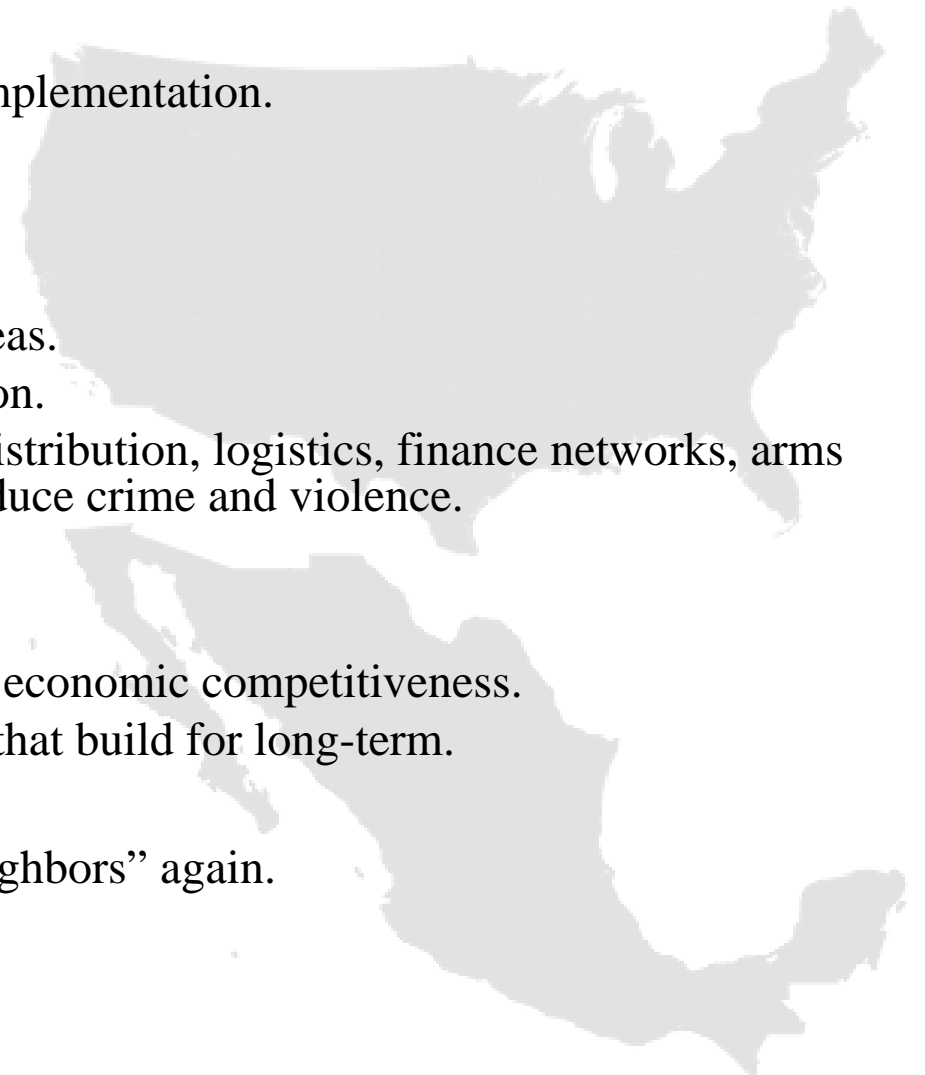 nplementation.
eas.
on.
istribution, logistics, finance networks, arms
duce crime and violence.
economic competitiveness.
that build for long-term.
ghbors” again.